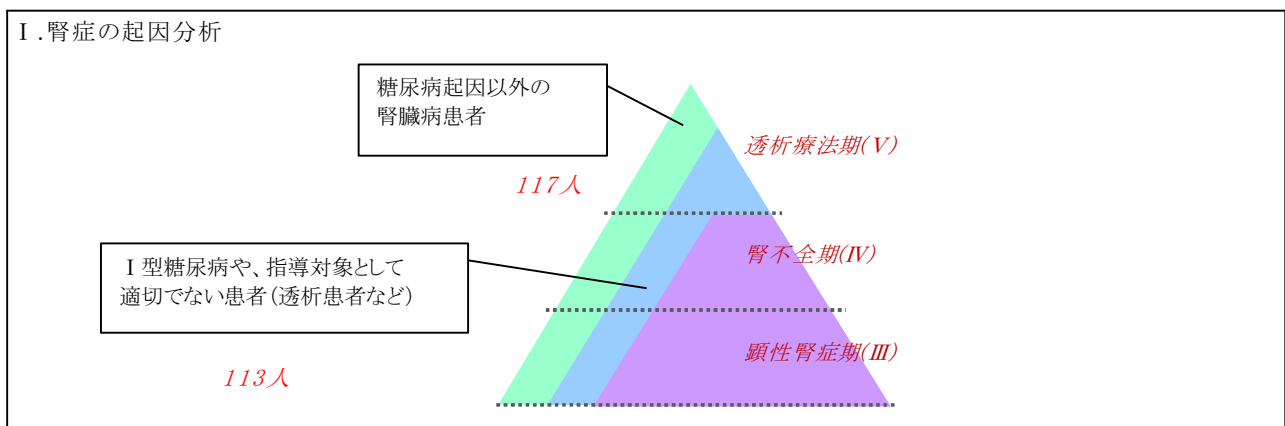 Ⅰ.腎症の起因分析
糖尿病起因以外の
腎臓病患者
透析療法期(Ⅴ)
117人
腎不全期(Ⅳ)
Ⅰ型糖尿病や、指導対象として
適切でない患者(透析患者など)
顕性腎症期(Ⅲ)
113人